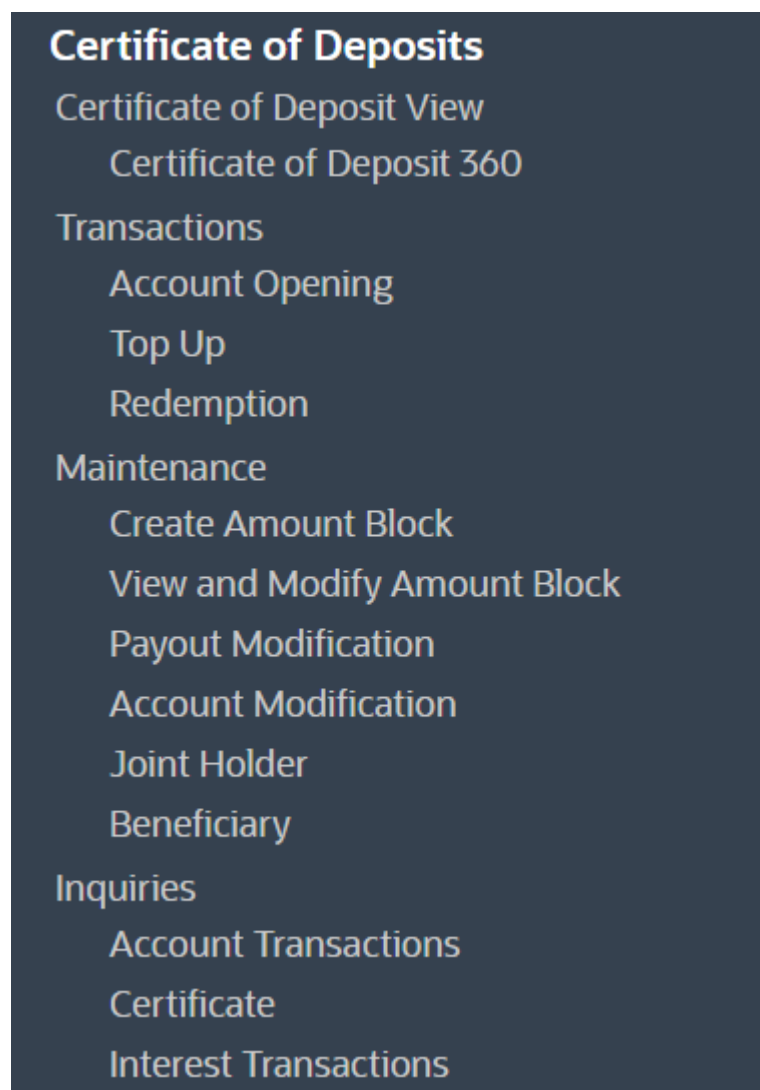 Certificate of Deposits
Certificate of Deposit View
Certificate of Deposit 360
Transactions
Account Opening
Top Up
Redemption
Maintenance
Create Amount Block
View and Modify Amount Block
Payout Modification
Account Modification
Joint Holder
Beneficiary
Inquiries
Account Transactions
Certificate
Interest Transactions